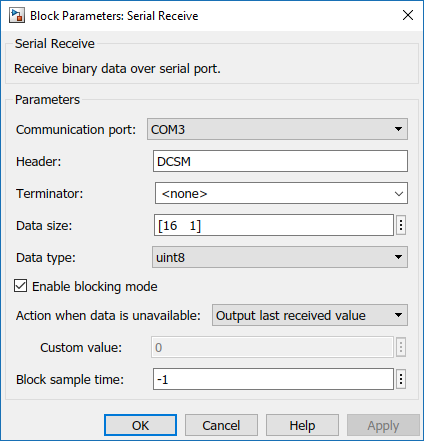 Block Parameters: Serial Receive
Serial Receive
Receive binary data over serial port.
Parameters
Communication port: COM3
Header: DCSM
Terminator: <none>
Data size: [16 1]
Data type: uint8
Enable blocking mode
Action when data is unavailable: Output last received value
Custom value: 0
Block sample time: -1
OK Cancel Help Apply